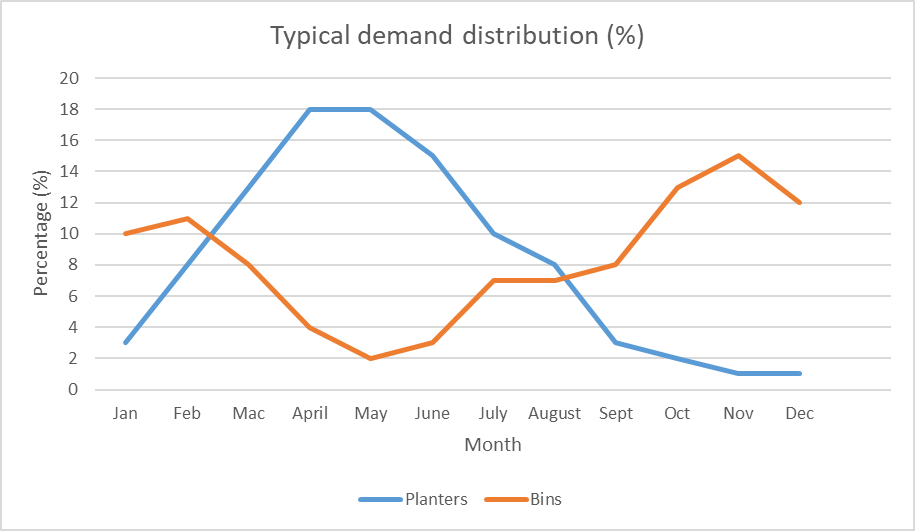 Typical demand distribution (%)
Percentage (%)
20
18
16
14
12
10
8
6
4
2
0
Jan Feb Mac April May June July August Sept Oct Nov Dec
Month
Planters Bins